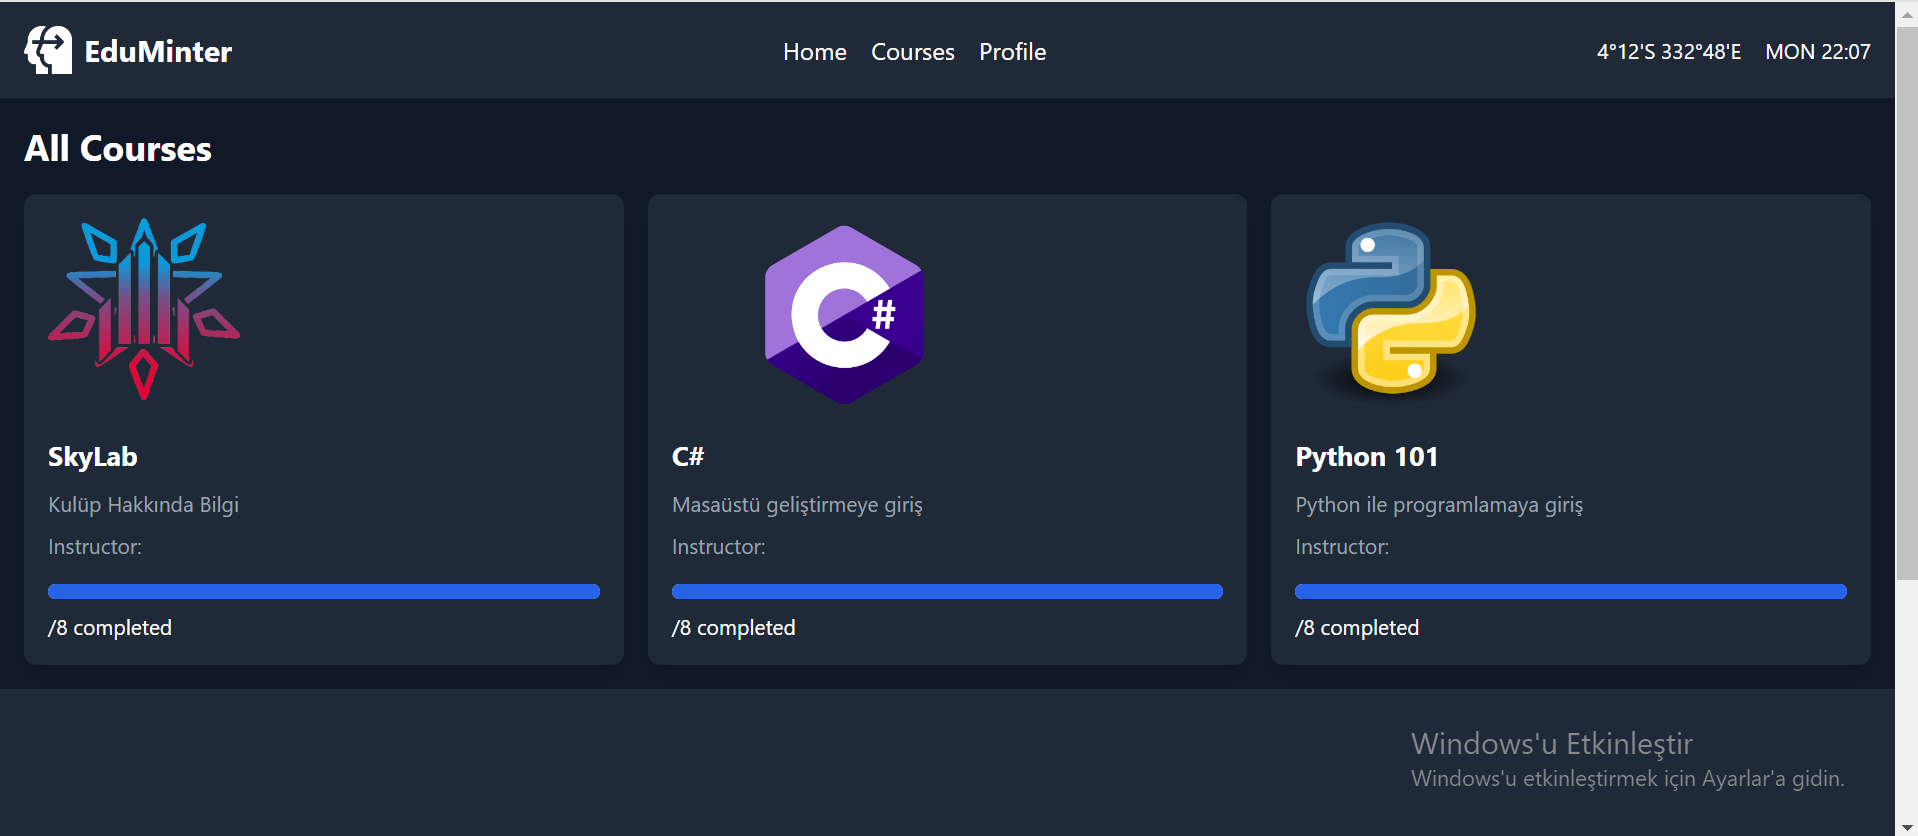 EduMinter
Home Courses Profile
4°12'S 332°48'E MON 22:07
All Courses
C#
SkyLab
Kulüp Hakkında Bilgi
Instructor:
/8 completed
C#
Masaüstü geliştirmeye giriş
Instructor:
/8 completed
Python 101
Python ile programlamaya giriş
Instructor:
/8 completed
Windows'u Etkinleştir
Windows'u etkinleştirmek için Ayarlar'a gidin.